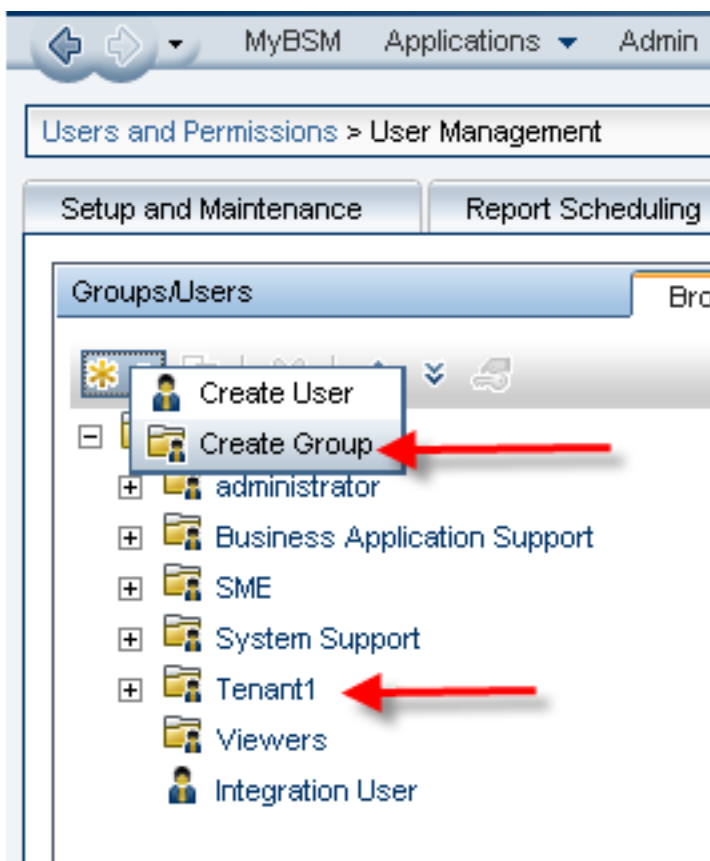 MyBSM Applications Admin
Users and Permissions > User Management
Setup and Maintenance Report Scheduling
Groups/Users Bro
Create User
Create Group
administrator
Business Application Support
SME
System Support
Tenant1
Viewers
Integration User